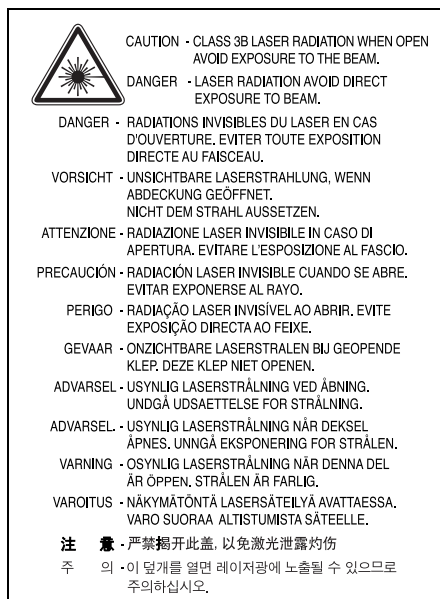 CAUTION - CLASS 3B LASER RADIATION WHEN OPEN
AVOID EXPOSURE TO THE BEAM.
DANGER - LASER RADIATION AVOID DIRECT
EXPOSURE TO BEAM.
DANGER - RADIATIONS INVISIBLES DU LASER EN CAS
D'OUVERTURE. EVITER TOUTE EXPOSITION
DIRECTE AU FAISCEAU.
VORSICHT - UNSICHTBARE LASERSTRAHLUNG, WENN
ABDECKUNG GEÖFFNET.
NICHT DEM STRAHL AUSSETZEN.
ATTENZIONE - RADIAZIONE LASER INVISIBILE IN CASO DI
APERTURA. EVITARE L'ESPOSIZIONE AL FASCIO.
PRECAUCIÓN - RADIACIÓN LASER INVISIBLE CUANDO SE ABRE.
EVITAR EXPONERSE AL RAYO.
PERIGO - RADIAÇÃO LASER INVISÍVEL AO ABRIR. EVITE
EXPOSIÇÃO DIRECTA AO FEIXE.
GEVAAR - ONZICHTBARE LASERSTRALEN BIJ GEOPENDE
KLEP. DEZE KLEP NIET OPENEN.
ADVARSEL - USYNLIG LASERSTRÅLNING VED ÅBNING.
UNDGÅ UDSAETTELSE FOR STRÅLNING.
ADVARSEL. - USYNLIG LASERSTRÅLNING NÅR DEKSEL
ÅPNES. UNNGÅ EKSPONERING FOR STRÅLEN.
VARNING - OSYNLIG LASERSTRÅLNING NÄR DENNA DEL
ÄR ÖPPEN. STRÅLEN ÄR FARLIG.
VAROITUS - NÄKYMÄTÖNTÄ LASERSÄTEILYÄ AVATTAESSA.
VARO SUORAA ALTISTUMISTA SÄTEELLE.
注 意 - 严禁揭开此盖, 以免激光泄露灼伤
주 의 - 이 덮개를 열면 레이저광에 노출될 수 있으므로
주의하십시오.